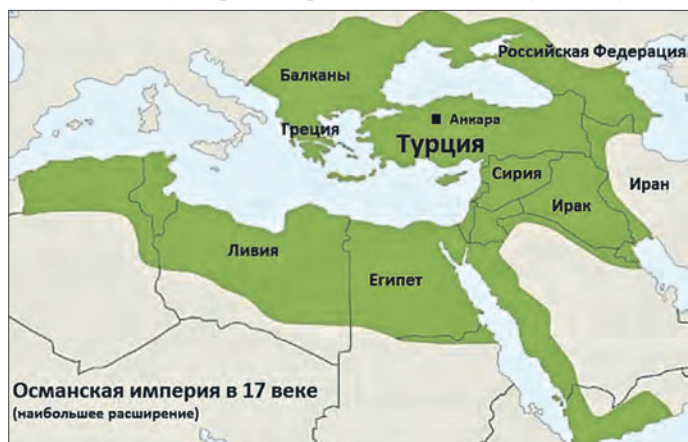 Российская Федерация
Балканы
Греция
Анкара
Турция
Сирия
Иран
Ирак
Ливия
Египет
Османская империя в 17 веке
(наибольшее расширение)